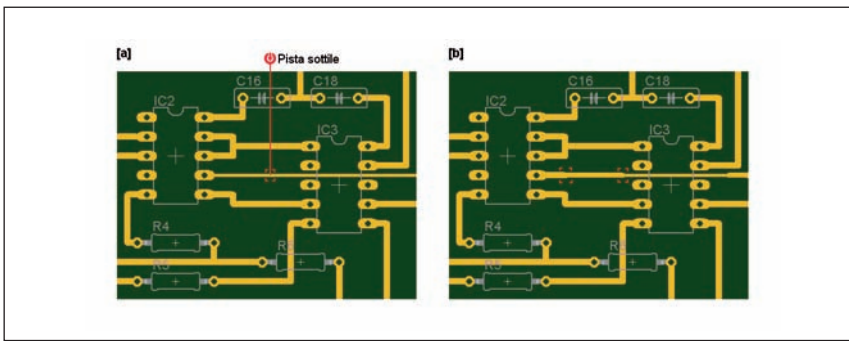 [a]
Pista sottile
[b]
C16
C18
IC2
IC3
R4
R5
C16
C18
IC2
IC3
R4
R5